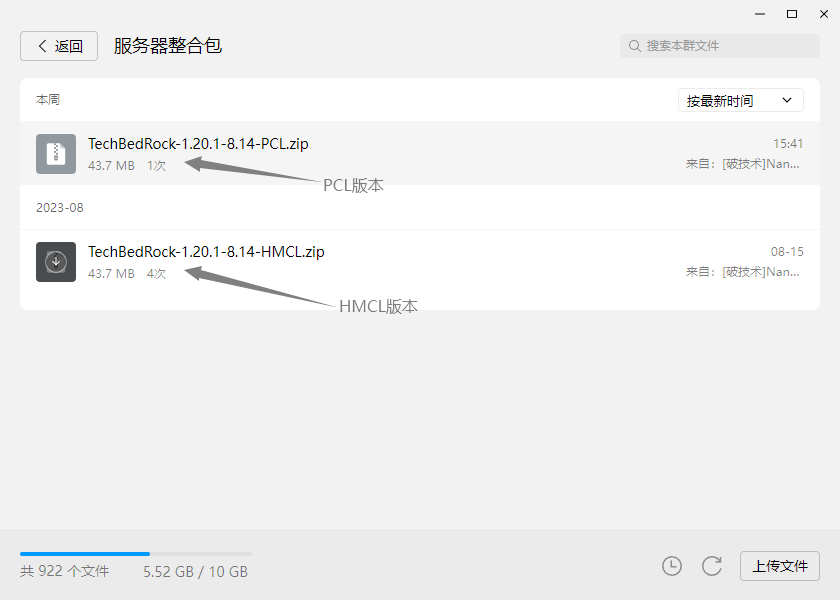 返回 服务器整合包 搜索本群文件
本周 按最新时间
TechBedRock-1.20.1-8.14-PCL.zip 15:41
43.7 MB 1次 来自：[破技术]Nan...
PCL版本
2023-08
TechBedRock-1.20.1-8.14-HMCL.zip 08-15
43.7 MB 4次 来自：[破技术]Nan...
HMCL版本
共 922 个文件 5.52 GB / 10 GB 上传文件